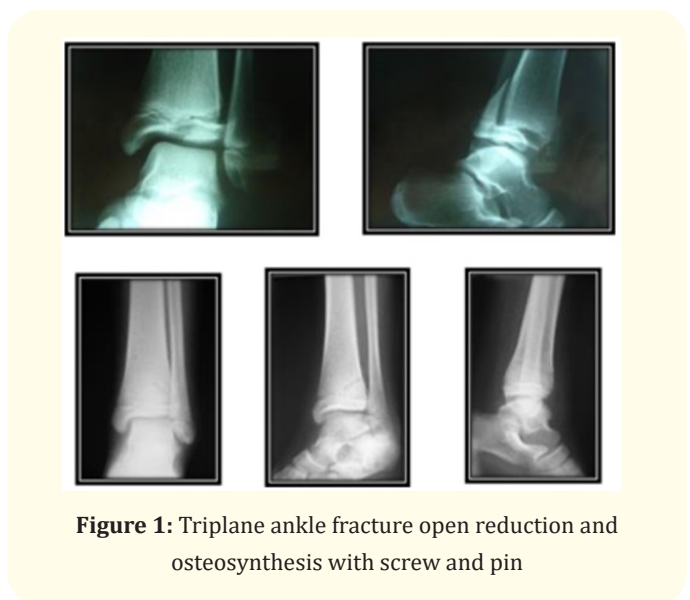 Figure 1: Triplane ankle fracture open reduction and
osteosynthesis with screw and pin